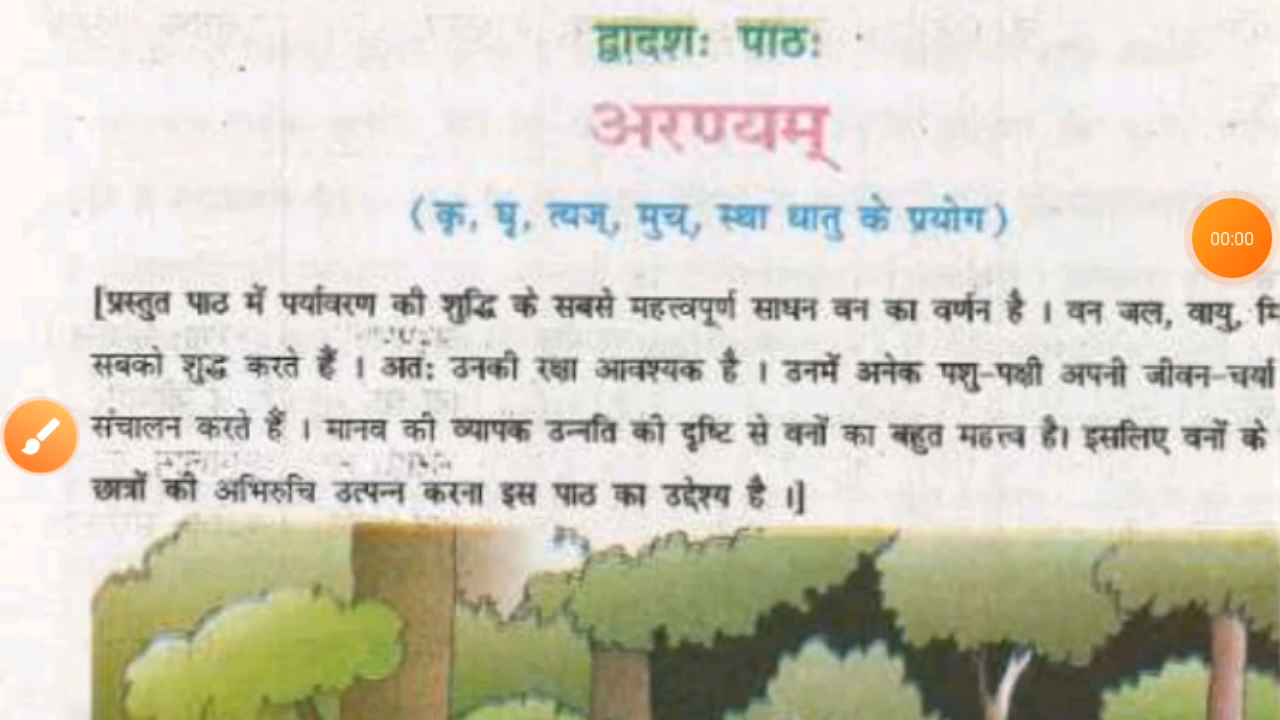 द्वादशः पाठः
अरण्यम्
(कृ, घृ, त्यज्, मुच्, स्था धातु के प्रयोग)
00:00
[प्रस्तुत पाठ में पर्यावरण की शुद्धि के सबसे महत्त्वपूर्ण साधन वन का वर्णन है । वन जल, वायु,
सबको शुद्ध करते हैं । अतः उनकी रक्षा आवश्यक है । उनमें अनेक पशु-पक्षी अपनी जीवन-चर्या
संचालन करते हैं । मानव की व्यापक उन्नति की दृष्टि से वनों का बहुत महत्त्व है। इसलिए वनों के
छात्रों की अभिरुचि उत्पन्न करना इस पाठ का उद्देश्य है ।]